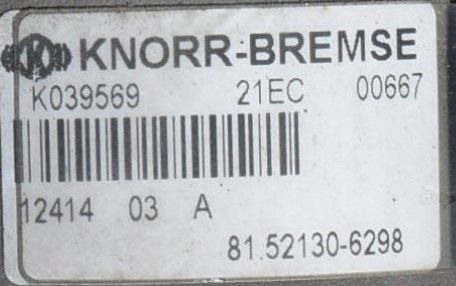 KNORR-BREMSE
K039569 21EC 00667
12414 03 A
81.52130-6298